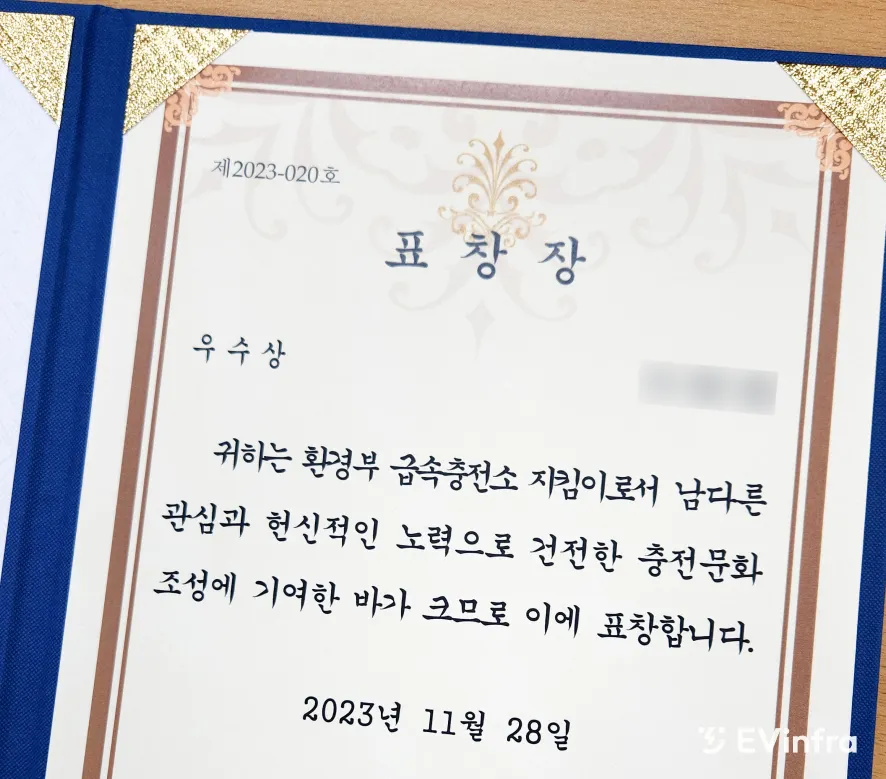 제2023-020호
표 창 장
우 수 상
귀하는 환경부 급속충전소 지킴이로서 남다른
관심과 헌신적인 노력으로 건전한 충전문화
조성에 기여한 바가 크므로 이에 표창합니다.
2023년 11월 28일
EVinfra